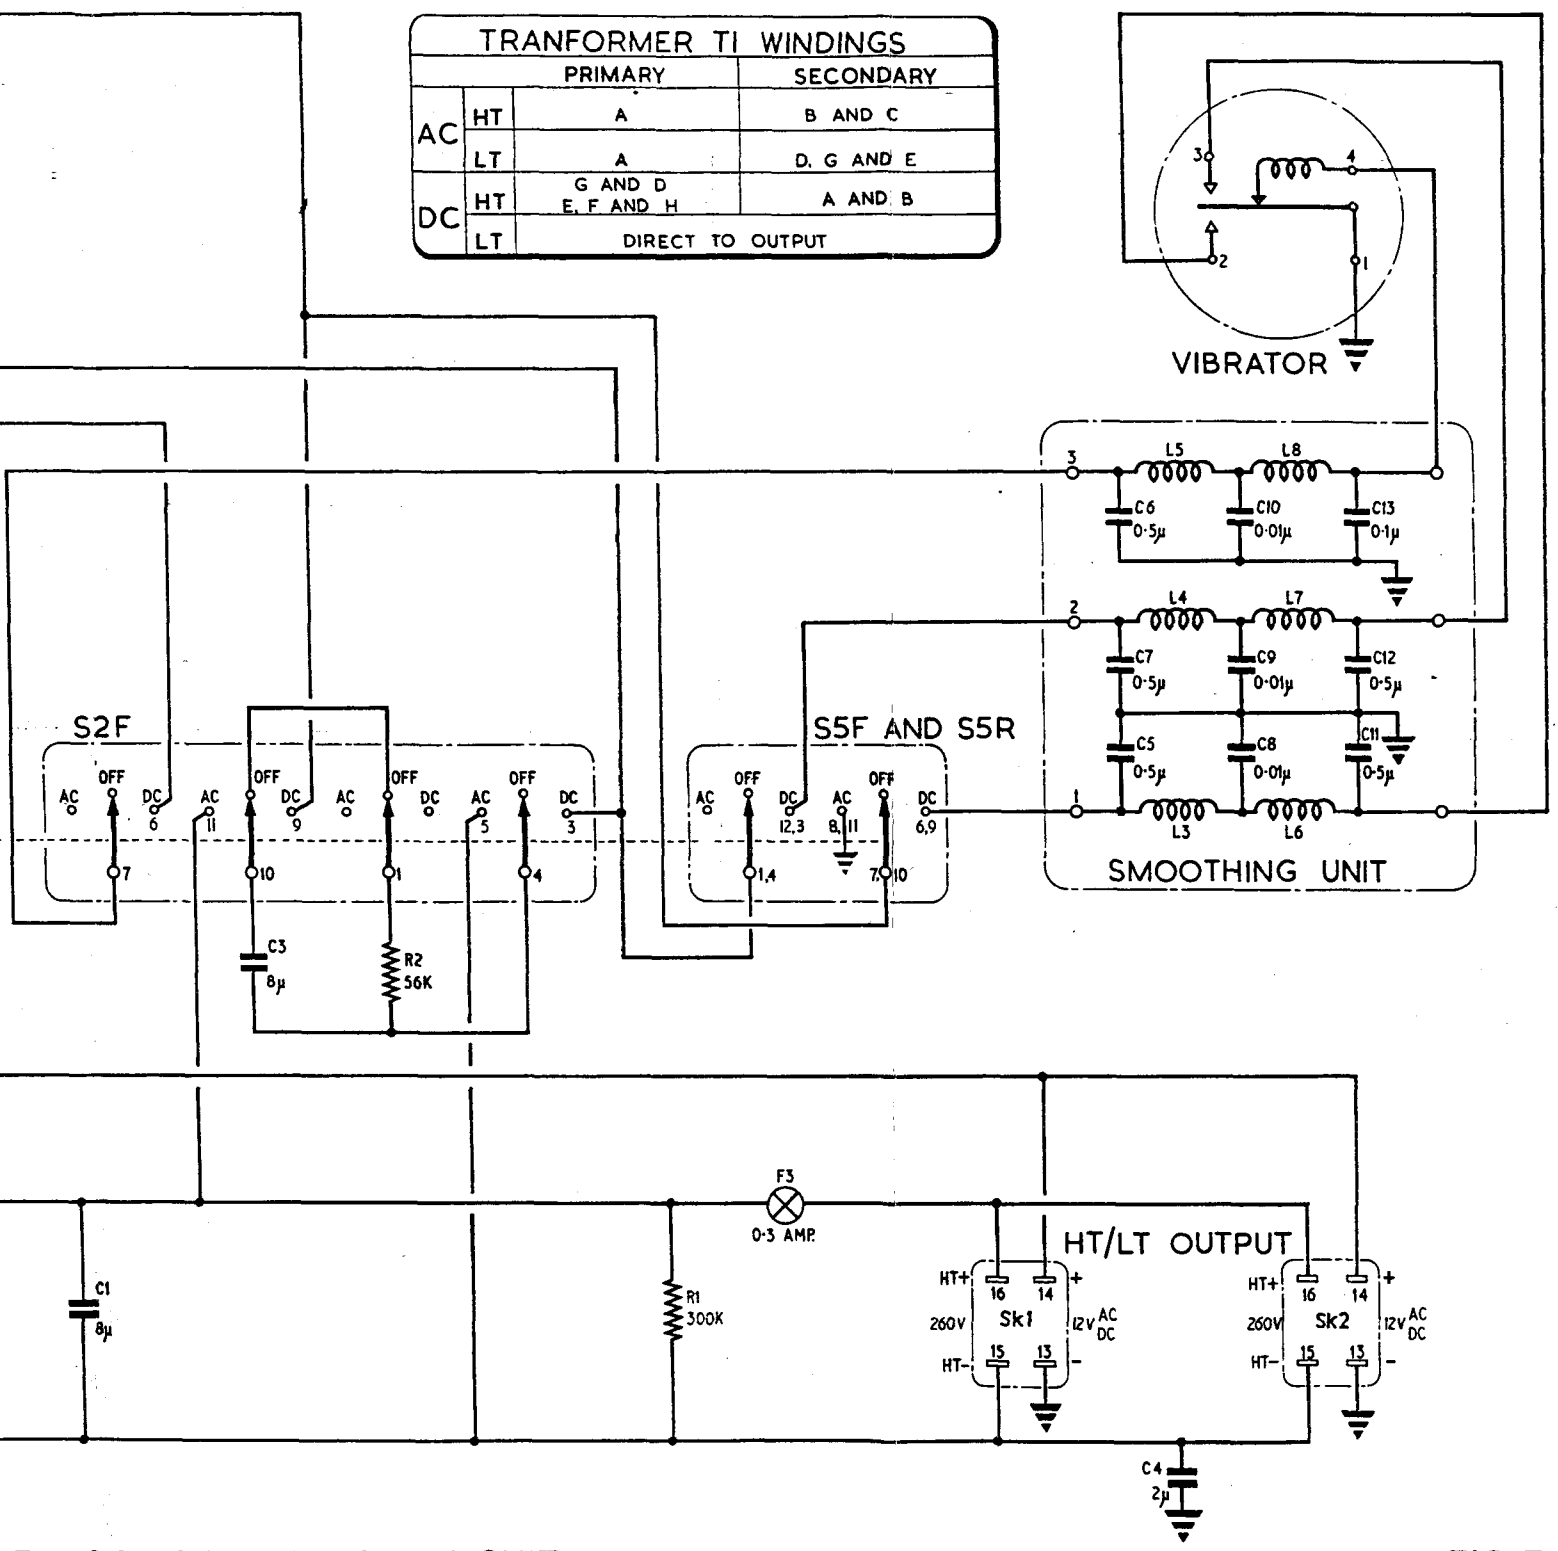 TRANFORMER T1 WINDINGS
PRIMARY SECONDARY
AC HT A B AND C
LT A D, G AND E
DC HT G AND D E, F AND H A AND B
LT DIRECT TO OUTPUT
3 4
2 1
VIBRATOR
3 L5 L8
C6 0·5µ C10 0·01µ C13 0·1µ
2 L4 L7
C7 0·5µ C9 0·01µ C12 0·5µ
C5 0·5µ C8 0·01µ C11 0·5µ
1 L3 L6
SMOOTHING UNIT
S2F
AC OFF DC AC OFF DC AC OFF DC AC OFF DC
6 11 9 5 3
7 10 1 4
S5F AND S5R
AC OFF DC AC OFF DC
12,3 8,11 6,9
1,4 7,10
C3 8µ
R2 56K
F3
0·3 AMP.
C1 8µ
R1 300K
HT/LT OUTPUT
HT+ 16 14 +
260V Sk1 12V AC DC
HT- 15 13 -
HT+ 16 14 +
260V Sk2 12V AC DC
HT- 15 13 -
C4 2µ